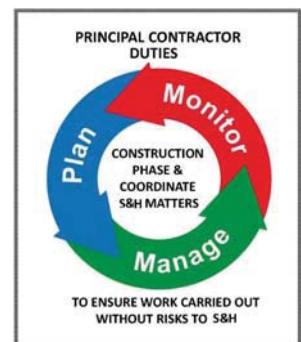 PRINCIPAL CONTRACTOR
DUTIES
Plan
Monitor
CONSTRUCTION
PHASE &
COORDINATE
S&H MATTERS
Manage
TO ENSURE WORK CARRIED OUT
WITHOUT RISKS TO S&H